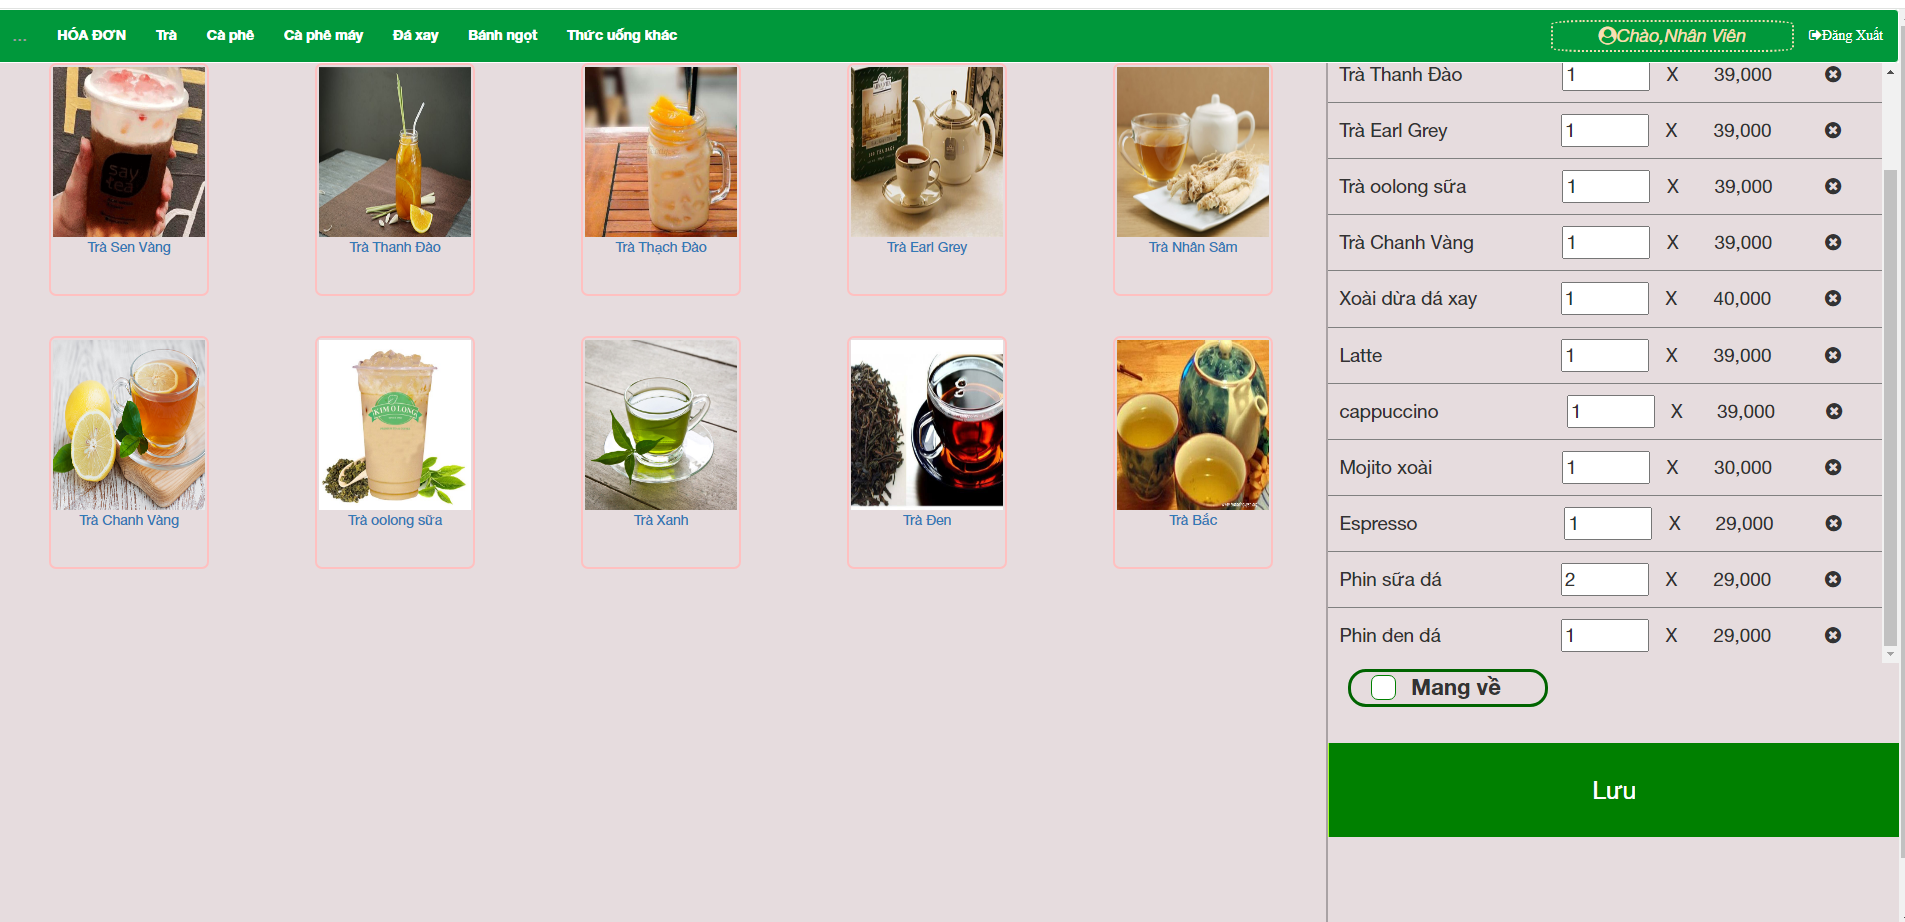 ... HÓA ĐƠN Trà Cà phê Cà phê máy Đá xay Bánh ngọt Thức uống khác Chào,Nhân Viên Đăng Xuất
say tea
Trà Sen Vàng
Trà Thanh Đào
Trà Thạch Đào
Trà Earl Grey
Trà Nhân Sâm
Trà Chanh Vàng
KIM O LONG
Trà oolong sữa
Trà Xanh
Trà Đen
Trà Bắc
Trà Thanh Đào 1 X 39,000
Trà Earl Grey 1 X 39,000
Trà oolong sữa 1 X 39,000
Trà Chanh Vàng 1 X 39,000
Xoài dừa đá xay 1 X 40,000
Latte 1 X 39,000
cappuccino 1 X 39,000
Mojito xoài 1 X 30,000
Espresso 1 X 29,000
Phin sữa dá 2 X 29,000
Phin den dá 1 X 29,000
Mang về
Lưu